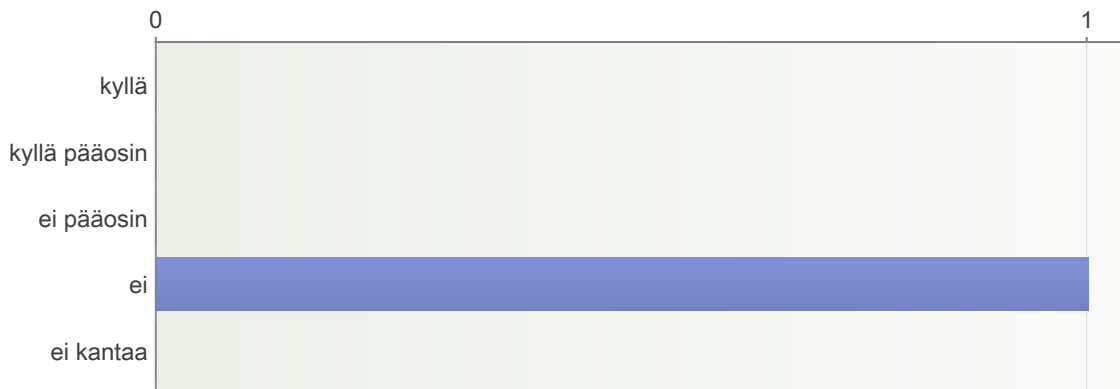 0 1
kyllä
kyllä pääosin
ei pääosin
ei
ei kantaa